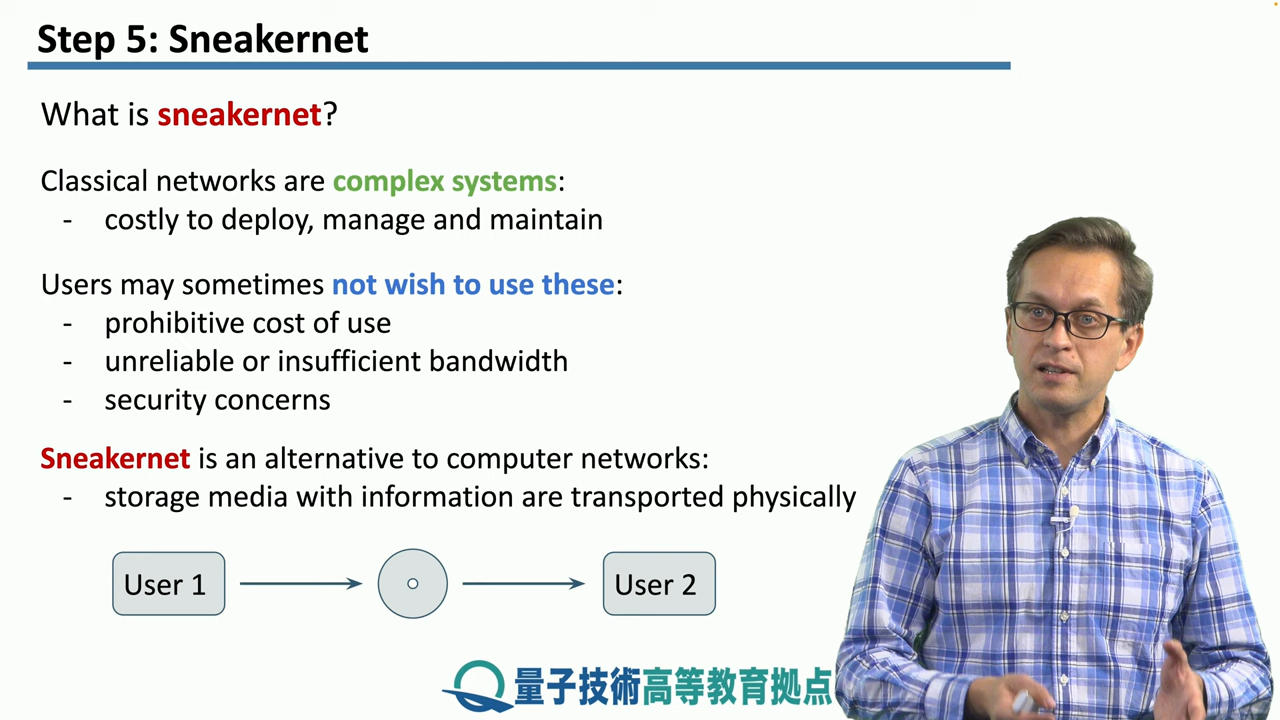 Step 5: Sneakernet
What is sneakernet?
Classical networks are complex systems:
- costly to deploy, manage and maintain
Users may sometimes not wish to use these:
- prohibitive cost of use
- unreliable or insufficient bandwidth
- security concerns
Sneakernet is an alternative to computer networks:
- storage media with information are transported physically
User 1
User 2
量子技術高等教育拠点